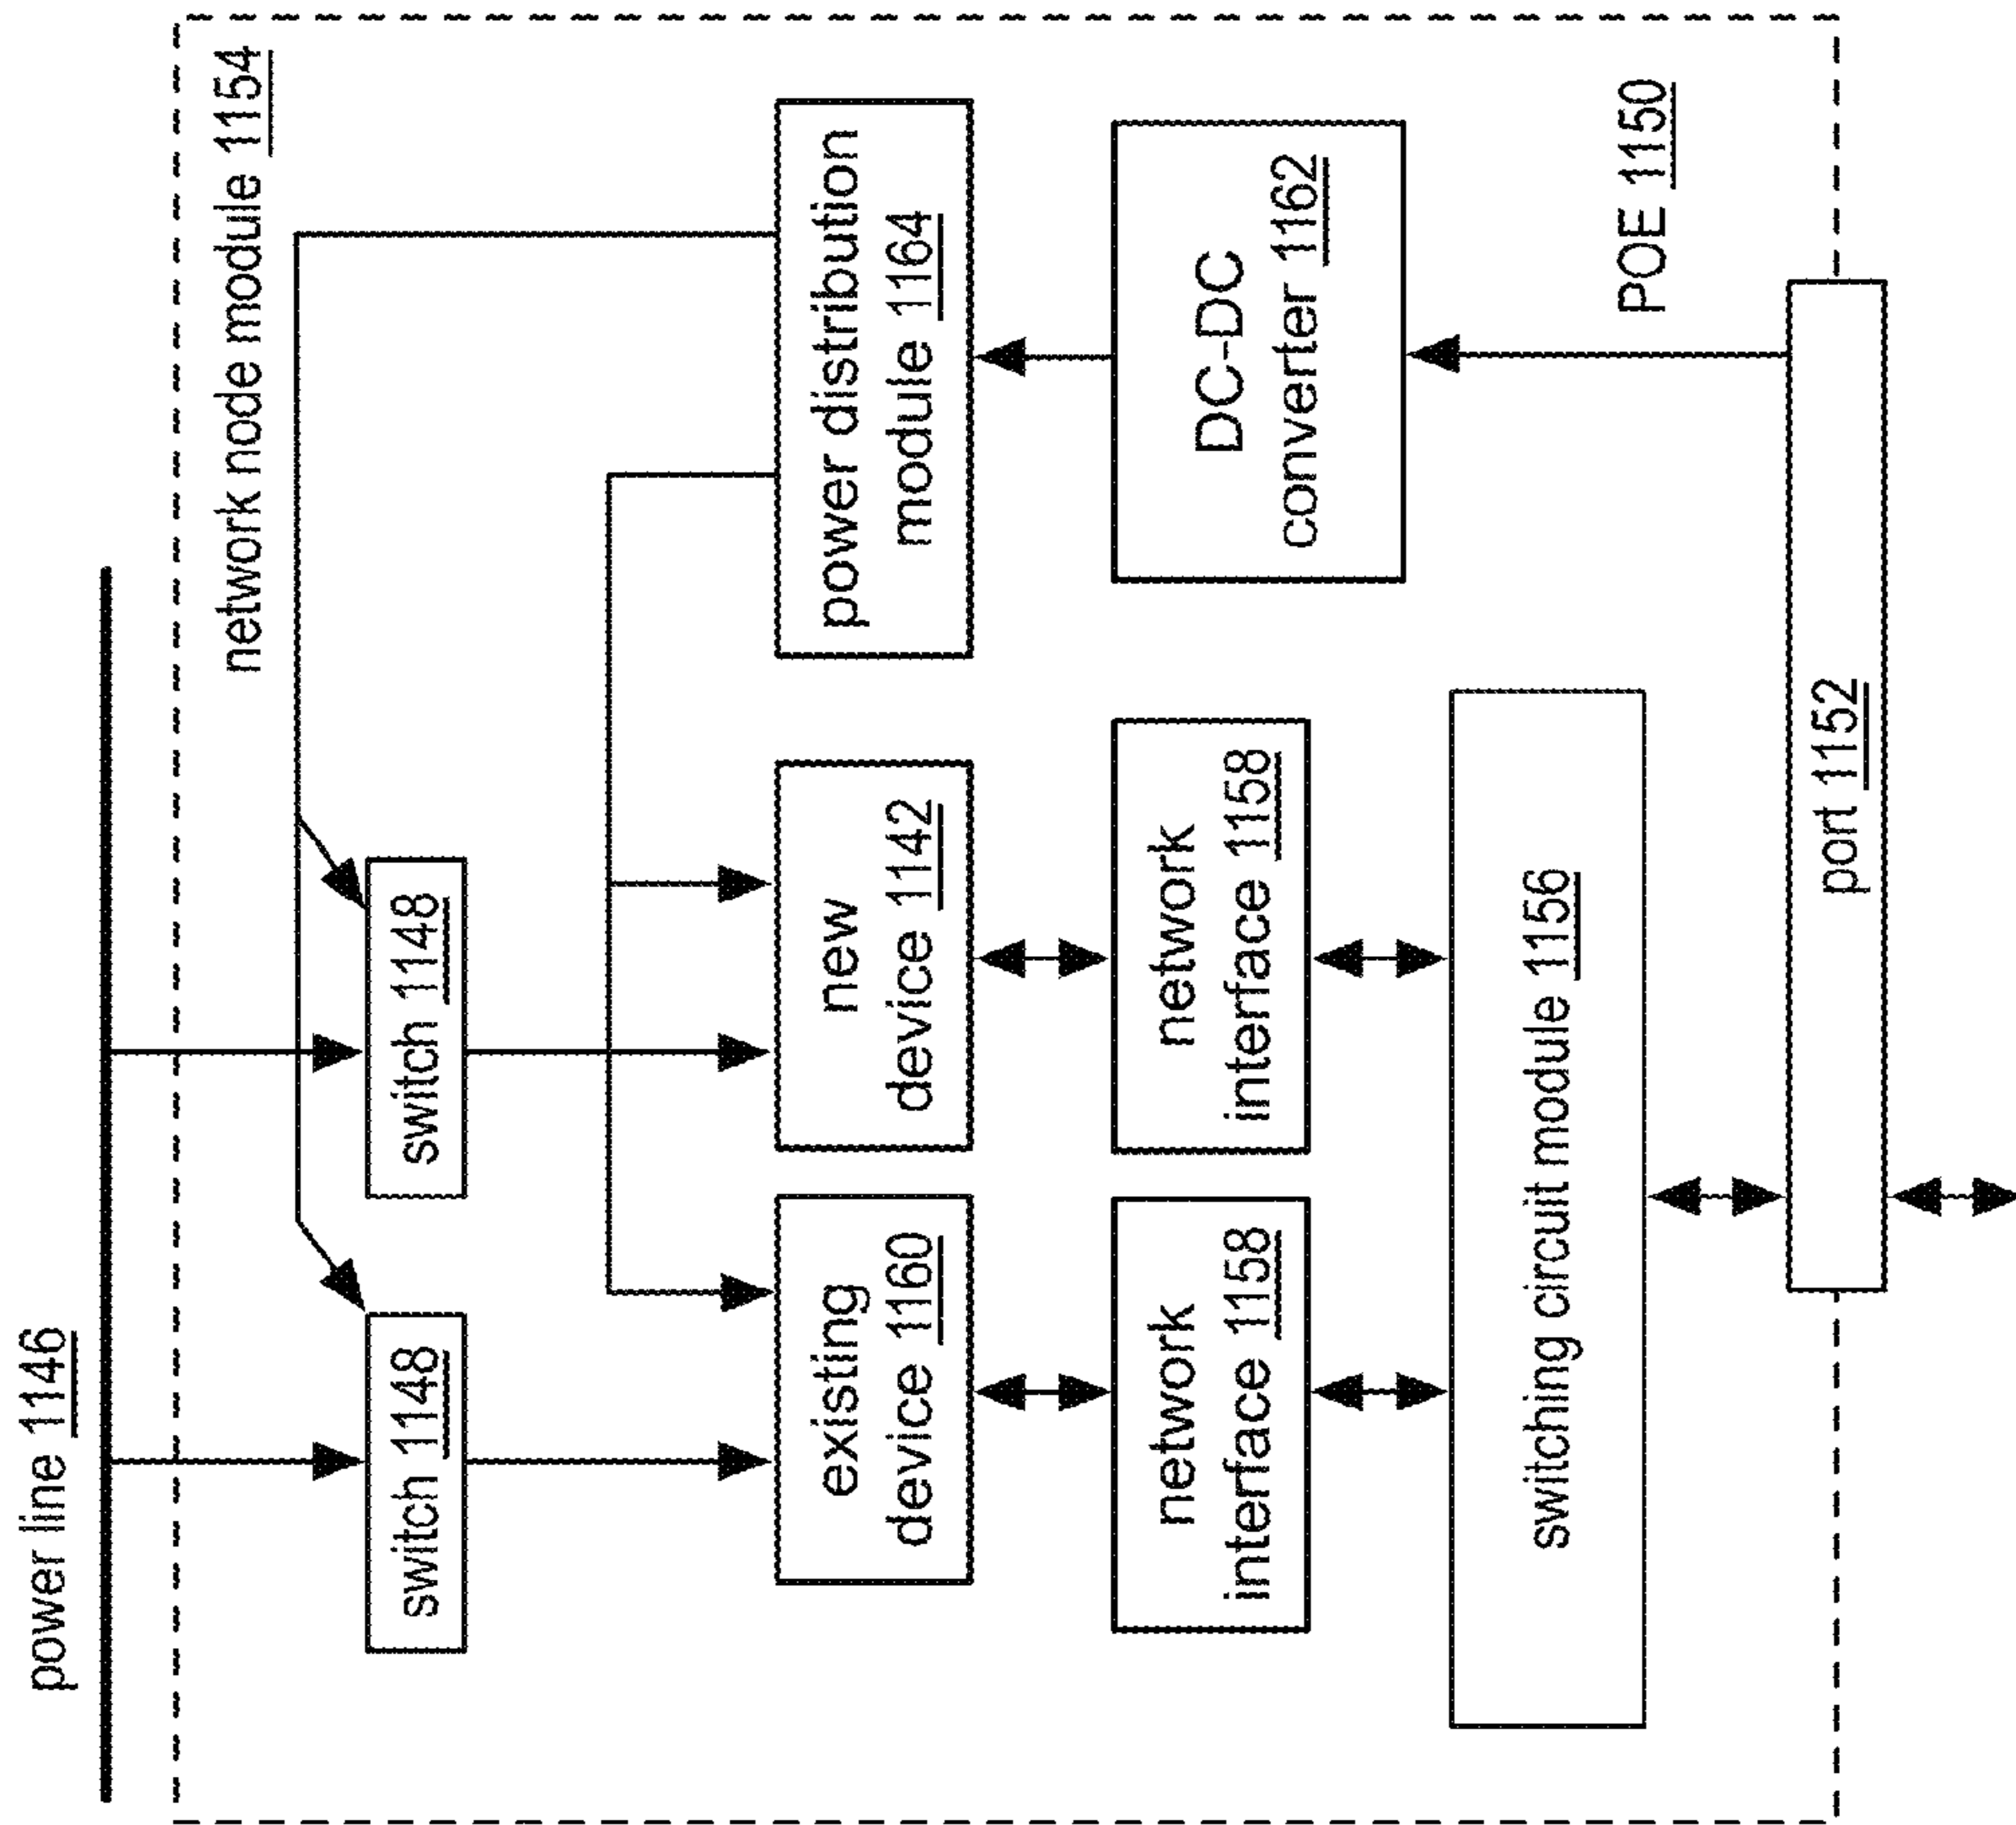 power line 1146
network node module 1154
switch 1148
switch 1148
existing
device 1160
new
device 1142
power distribution
module 1164
network
interface 1158
network
interface 1158
DC-DC
converter 1162
switching circuit module 1156
POE 1150
port 1152